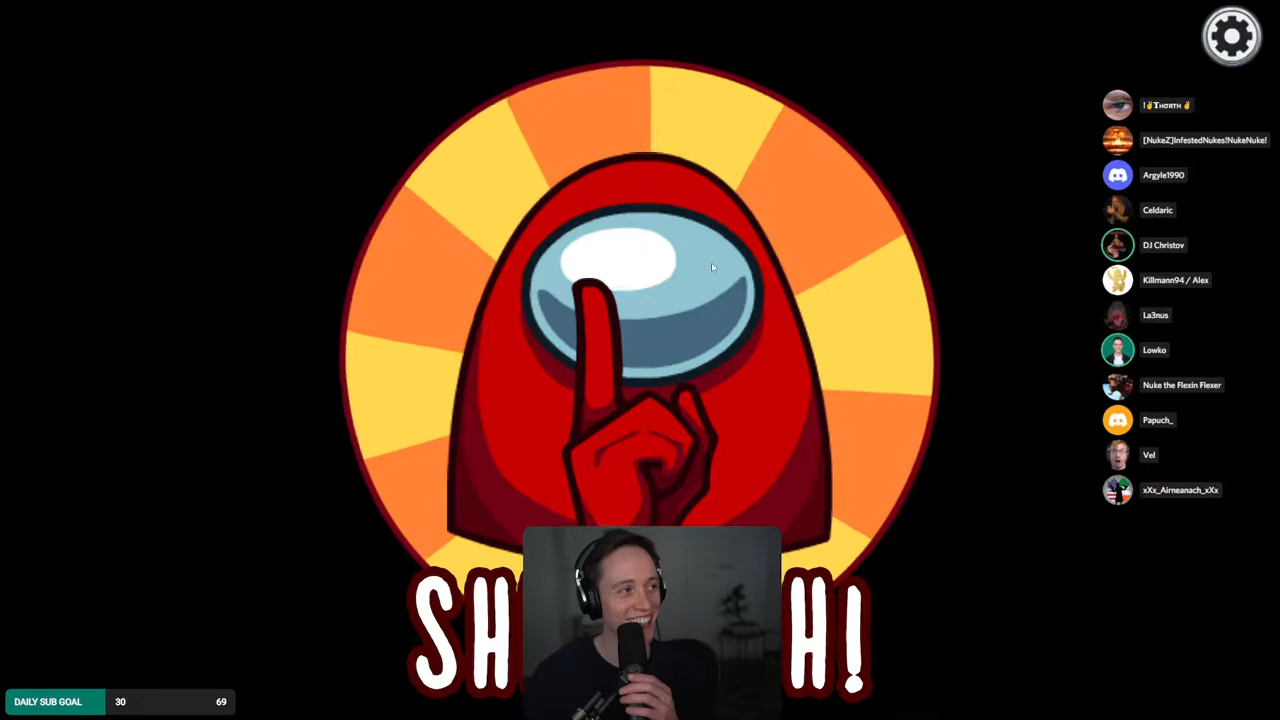 !✌Tʜσʀᴛʜ ✌
[NukeZ]InfestedNukes!NukeNuke!
Argyle1990
Celdaric
DJ Christov
Killmann94 / Alex
La3nus
Lowko
Nuke the Flexin Flexer
Papuch_
Vel
xXx_Airneanach_xXx
SH H!
DAILY SUB GOAL 30 69